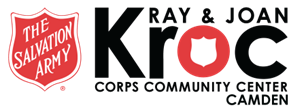 THE
SALVATION
ARMY
®
RAY & JOAN
Kroc
CORPS COMMUNITY CENTER
CAMDEN